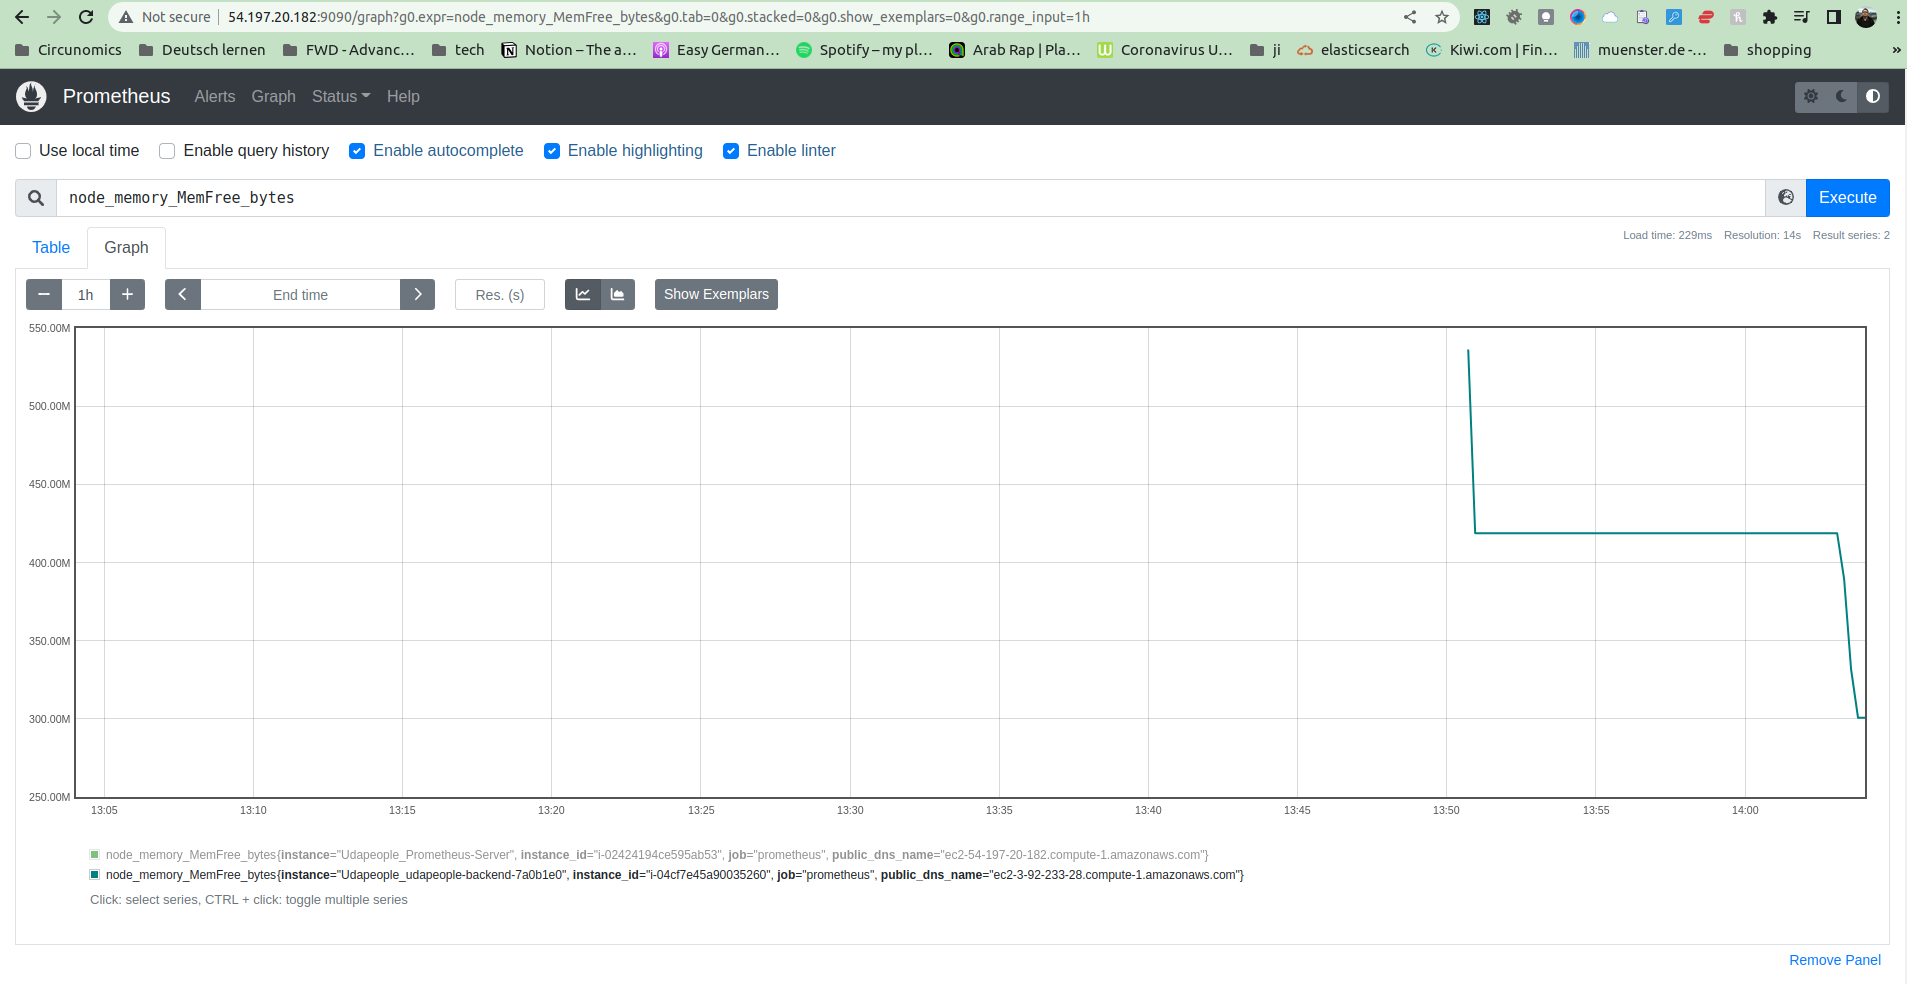 Not secure 54.197.20.182:9090/graph?g0.expr=node_memory_MemFree_bytes&g0.tab=0&g0.stacked=0&g0.show_exemplars=0&g0.range_input=1h
Circunomics Deutsch lernen FWD - Advanc… tech Notion – The a… Easy German… Spotify – my pl… Arab Rap | Pla… Coronavirus U… ji elasticsearch Kiwi.com | Fin… muenster.de -… shopping »
Prometheus Alerts Graph Status Help
Use local time Enable query history Enable autocomplete Enable highlighting Enable linter
node_memory_MemFree_bytes Execute
Table Graph Load time: 229ms Resolution: 14s Result series: 2
1h End time Res. (s) Show Exemplars
550.00M
500.00M
450.00M
400.00M
350.00M
300.00M
250.00M
13:05 13:10 13:15 13:20 13:25 13:30 13:35 13:40 13:45 13:50 13:55 14:00
node_memory_MemFree_bytes{instance="Udapeople_Prometheus-Server", instance_id="i-02424194ce595ab53", job="prometheus", public_dns_name="ec2-54-197-20-182.compute-1.amazonaws.com"}
node_memory_MemFree_bytes{instance="Udapeople_udapeople-backend-7a0b1e0", instance_id="i-04cf7e45a90035260", job="prometheus", public_dns_name="ec2-3-92-233-28.compute-1.amazonaws.com"}
Click: select series, CTRL + click: toggle multiple series
Remove Panel